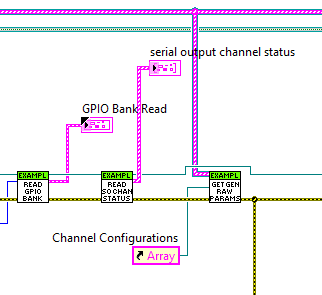 serial output channel status
GPIO Bank Read
EXAMPL
READ
GPIO
BANK
EXAMPL
READ
SO CHAN
STATUS
EXAMPL
GET GEN
RAW
PARAMS
Channel Configurations
Array